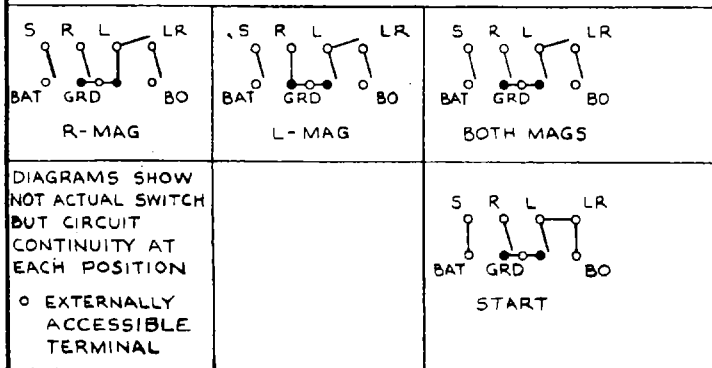 S R L LR
BAT GRD BO
R-MAG
S R L LR
BAT GRD BO
L-MAG
S R L LR
BAT GRD BO
BOTH MAGS
DIAGRAMS SHOW
NOT ACTUAL SWITCH
BUT CIRCUIT
CONTINUITY AT
EACH POSITION
EXTERNALLY
ACCESSIBLE
TERMINAL
S R L LR
BAT GRD BO
START